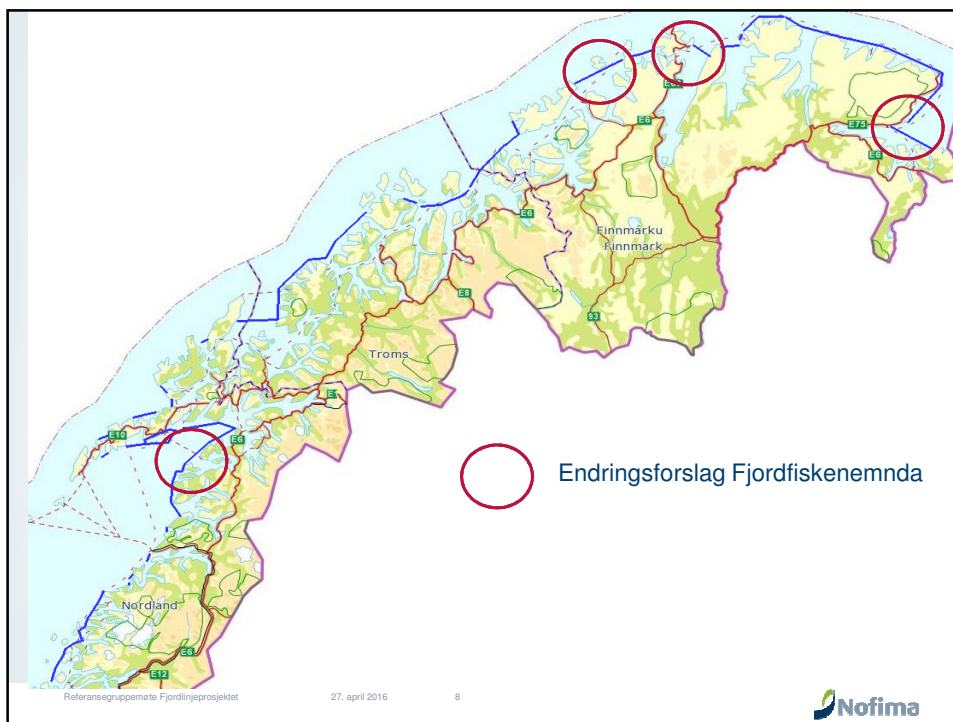 E6
E75
E6
E6
Finnmárku
Finnmark
E8
93
Troms
E10
E6
Endringsforslag Fjordfiskenemnda
Nordland
E6
E12
Referansegruppemøte Fjordlinjeprosjektet 27. april 2016 8
Nofima